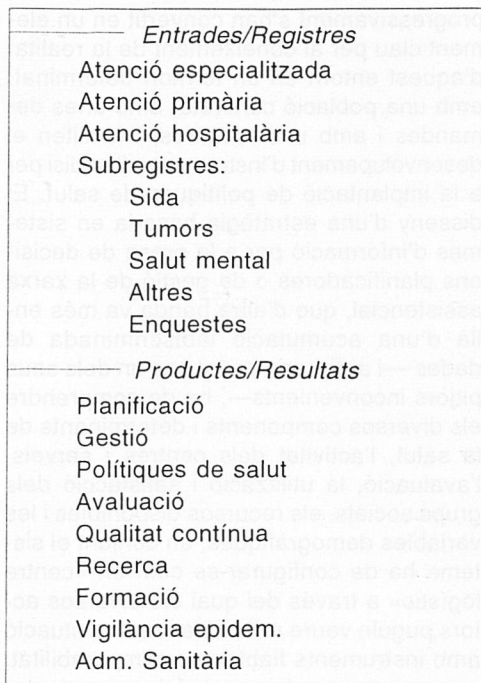 Entrades/Registres
Atenció especialitzada
Atenció primària
Atenció hospitalària
Subregistres:
Sida
Tumors
Salut mental
Altres
Enquestes
Productes/Resultats
Planificació
Gestió
Polítiques de salut
Avaluació
Qualitat contínua
Recerca
Formació
Vigilància epidem.
Adm. Sanitària